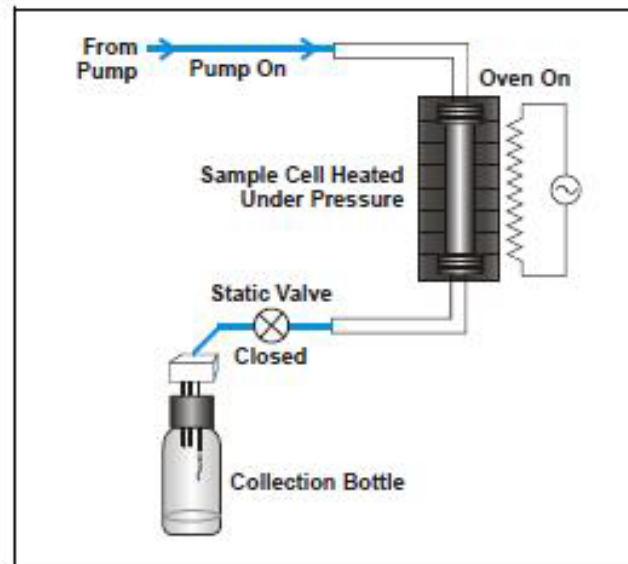 From
Pump
Pump On
Oven On
Sample Cell Heated
Under Pressure
Static Valve
Closed
Collection Bottle